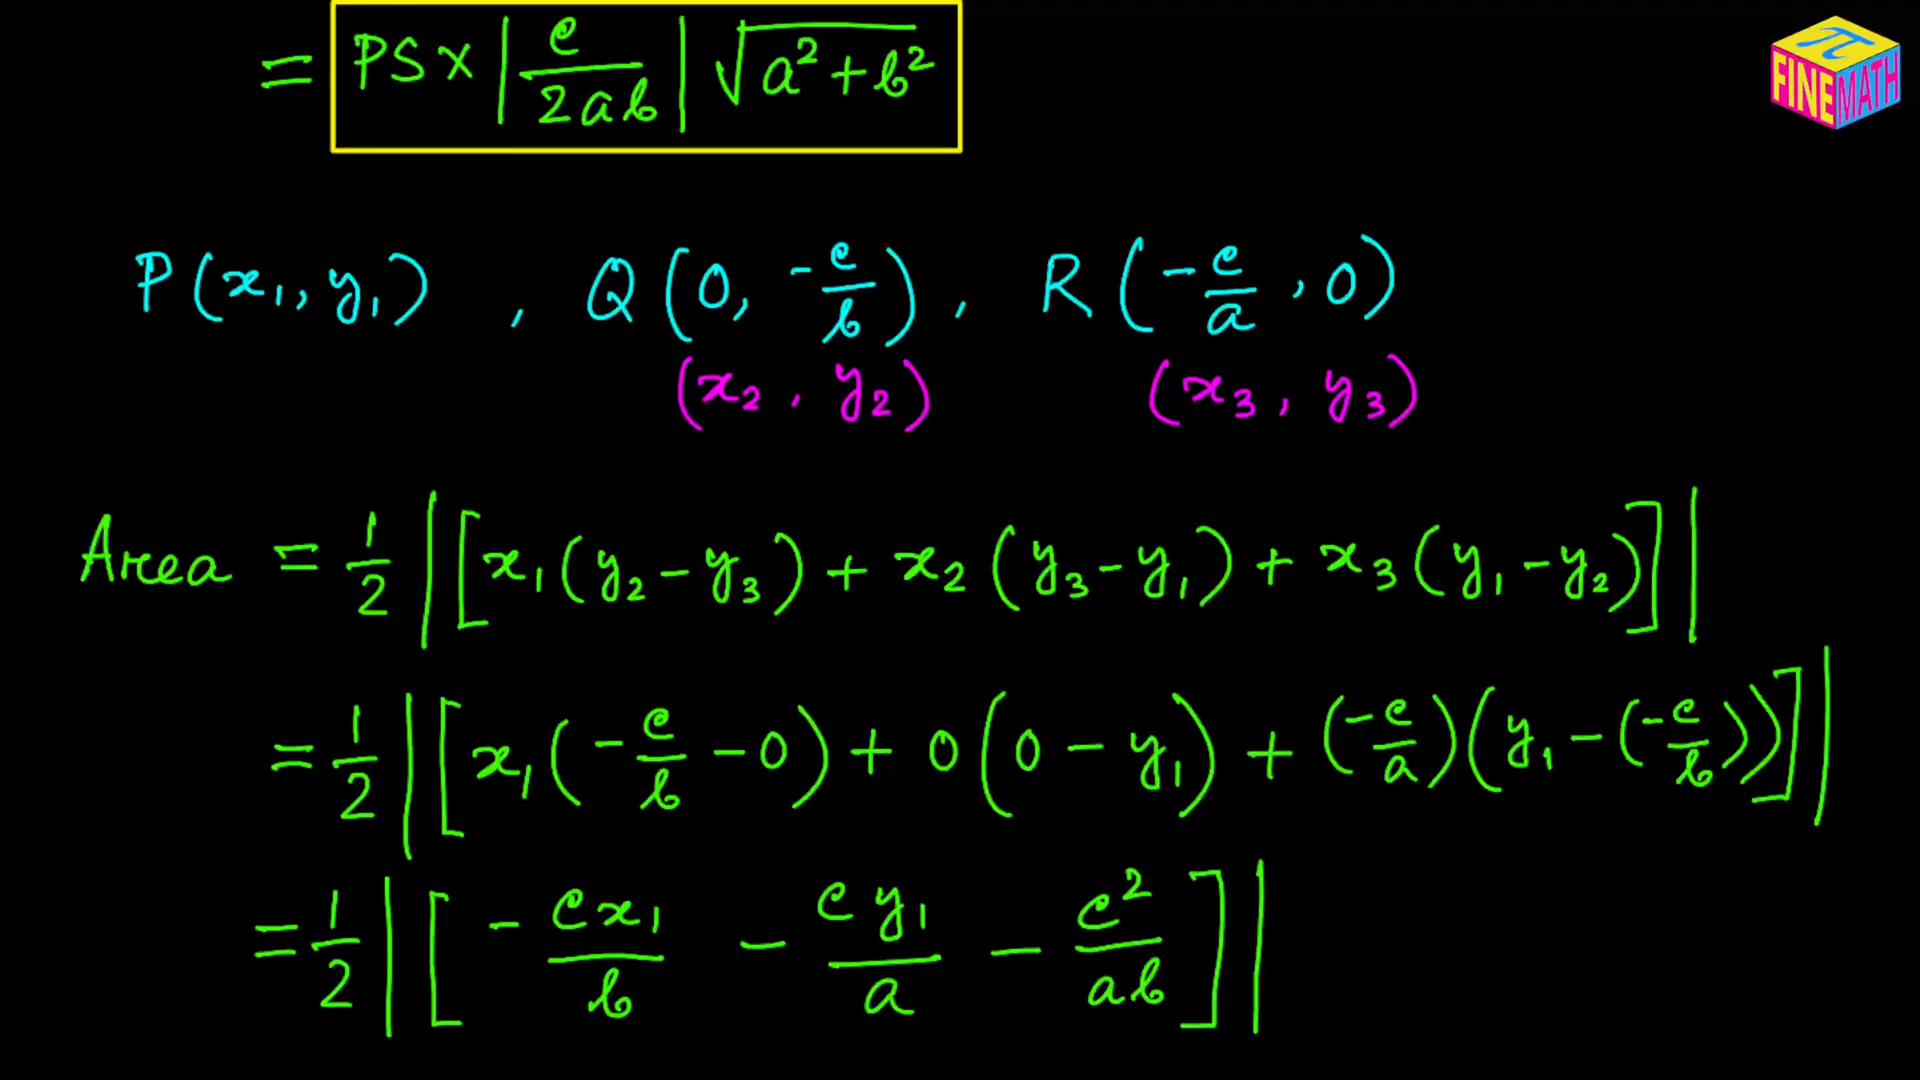 = PS × |c/2ab| √(a² + b²)
π FINE MATH
P(x₁, y₁) , Q(0, -c/b) , R(-c/a , 0)
(x₂ , y₂) (x₃ , y₃)
Area = 1/2 |[x₁(y₂ - y₃) + x₂(y₃ - y₁) + x₃(y₁ - y₂)]|
= 1/2 |[x₁(-c/b - 0) + 0(0 - y₁) + (-c/a)(y₁ - (-c/b))]|
= 1/2 |[- cx₁/b - cy₁/a - c²/ab]|